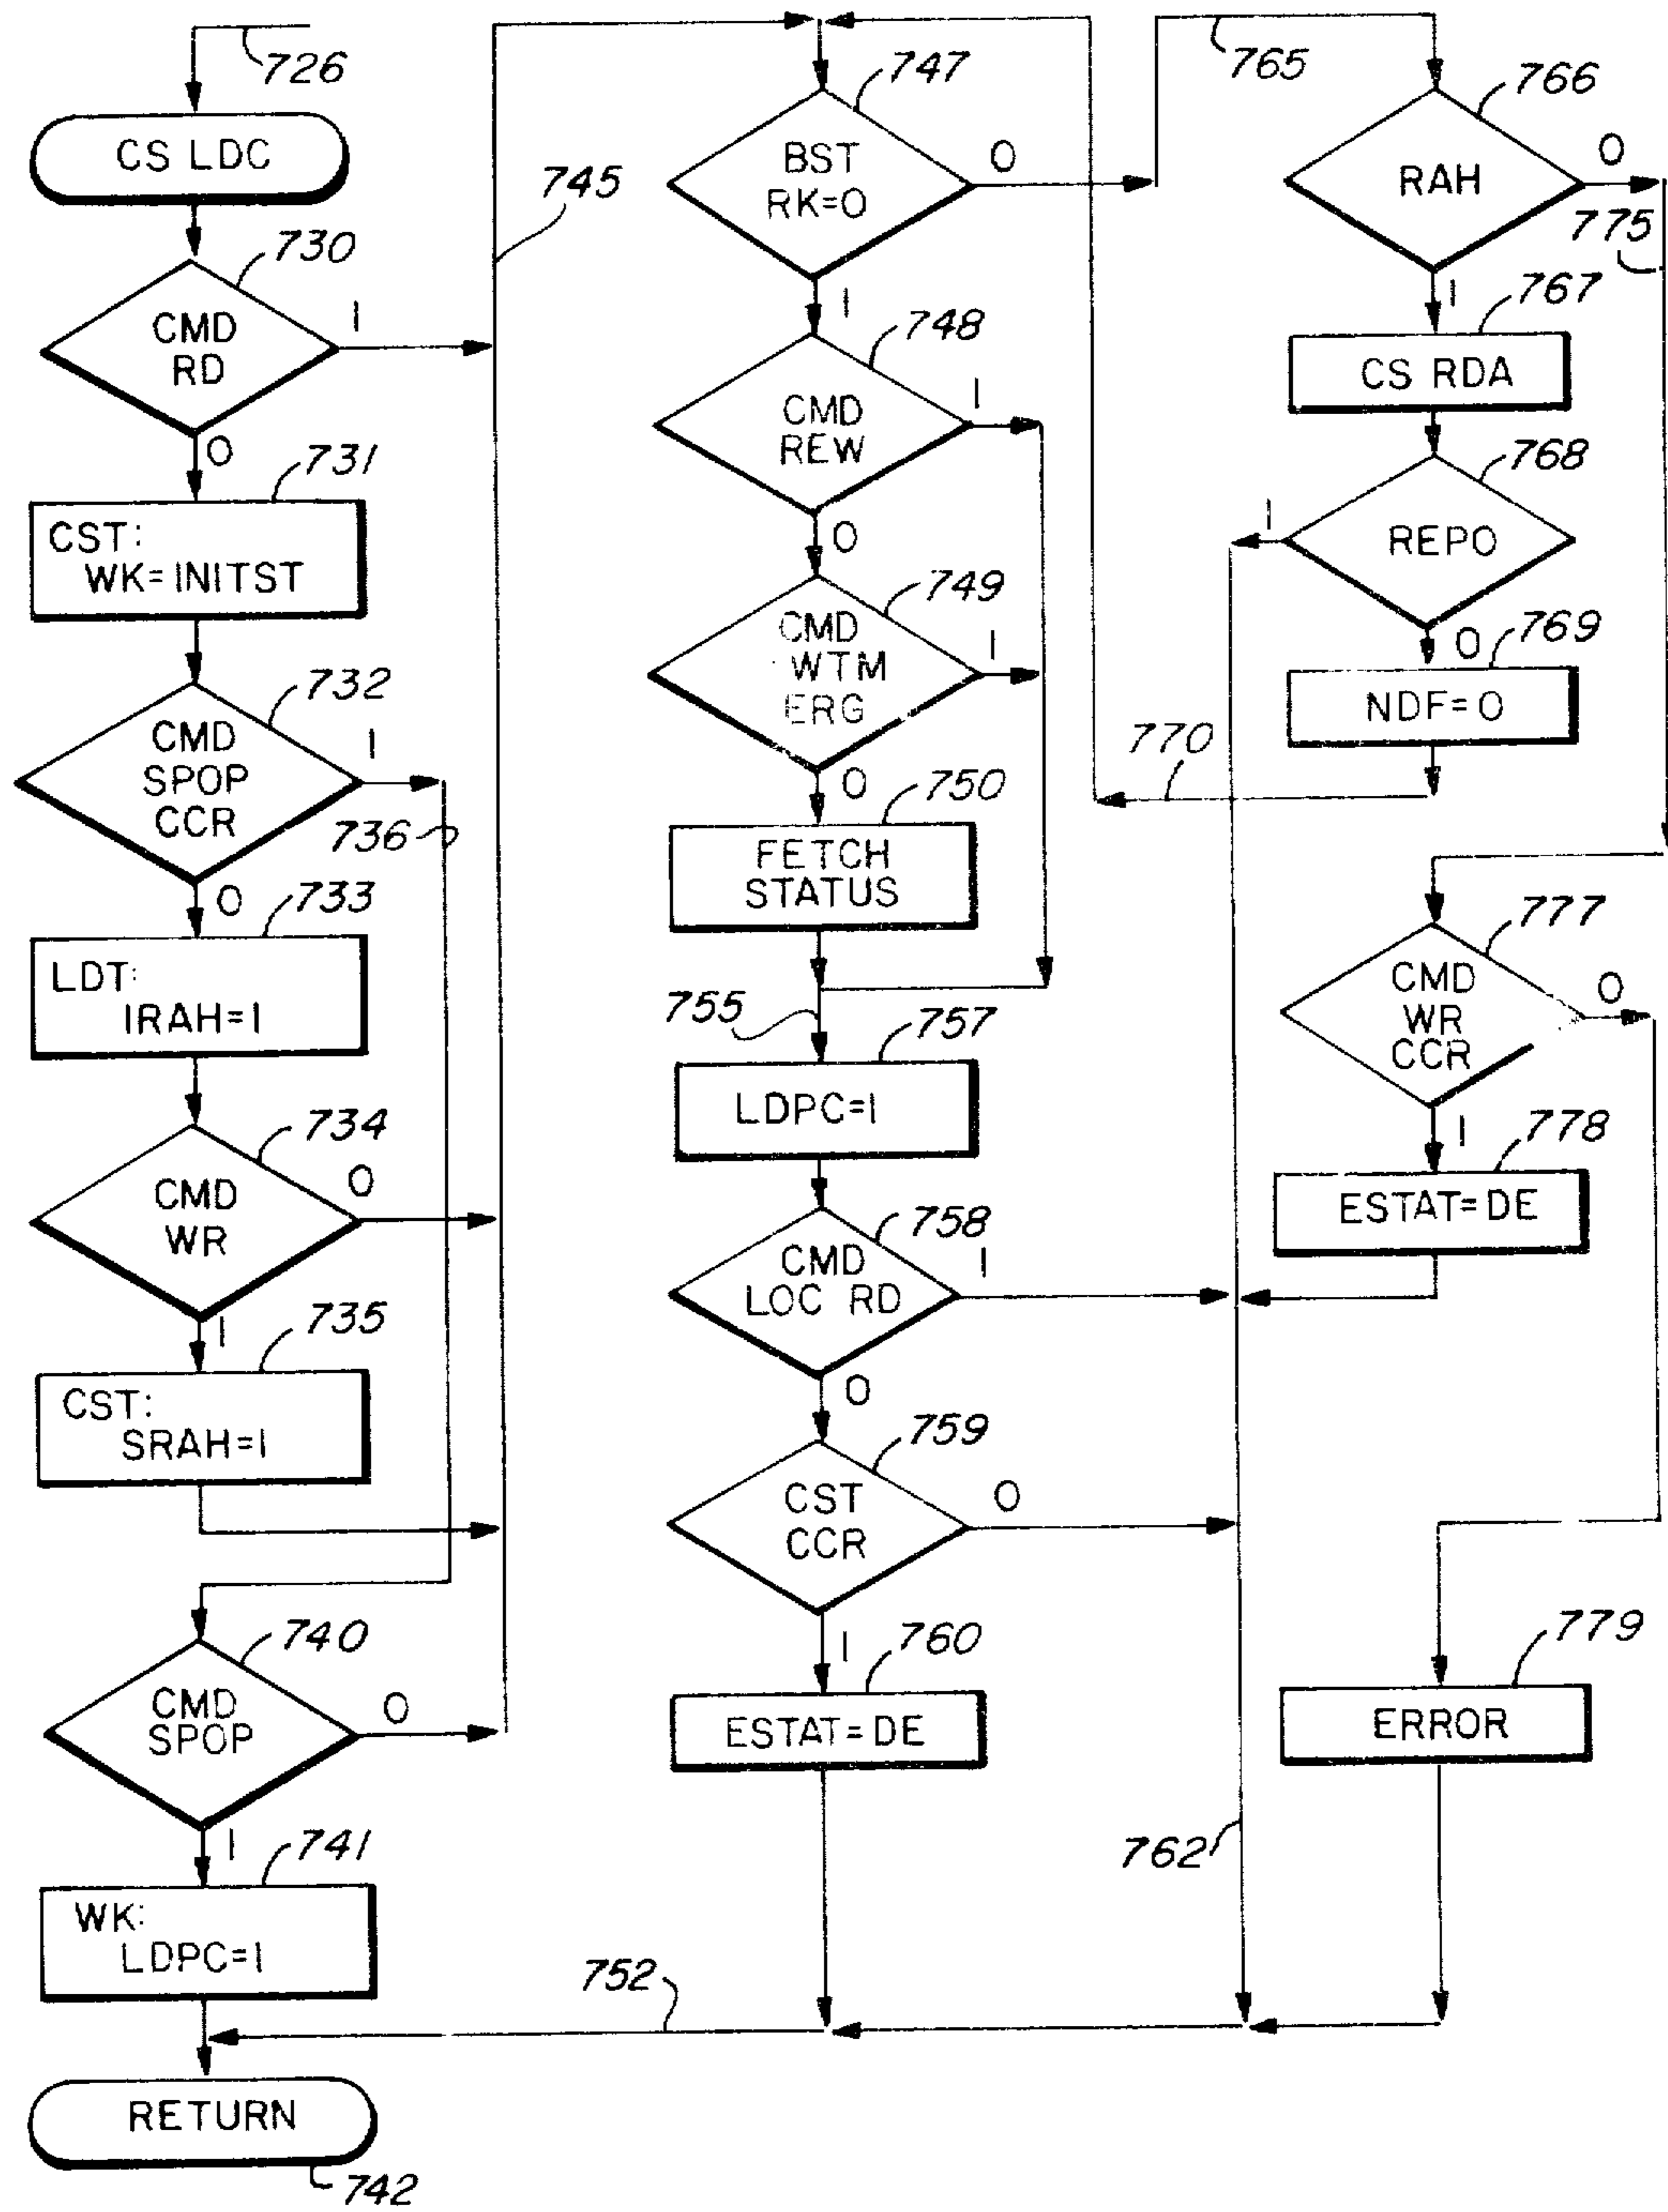 726
CS LDC
730
CMD
RD
1
0
731
CST:
WK=INITST
732
CMD
SPOP
CCR
1
736
0
733
LDT:
IRAH=1
734
CMD
WR
0
1
735
CST:
SRAH=1
740
CMD
SPOP
0
1
741
WK:
LDPC=1
RETURN
742
745
747
BST
RK=0
0
1
748
CMD
REW
1
0
749
CMD
WTM
ERG
1
0
750
FETCH
STATUS
755
757
LDPC=1
758
CMD
LOC RD
1
0
759
CST
CCR
0
1
760
ESTAT=DE
752
762
765
766
RAH
0
775
1
767
CS RDA
768
REPO
1
0
769
NDF=0
770
777
CMD
WR
CCR
0
1
778
ESTAT=DE
779
ERROR